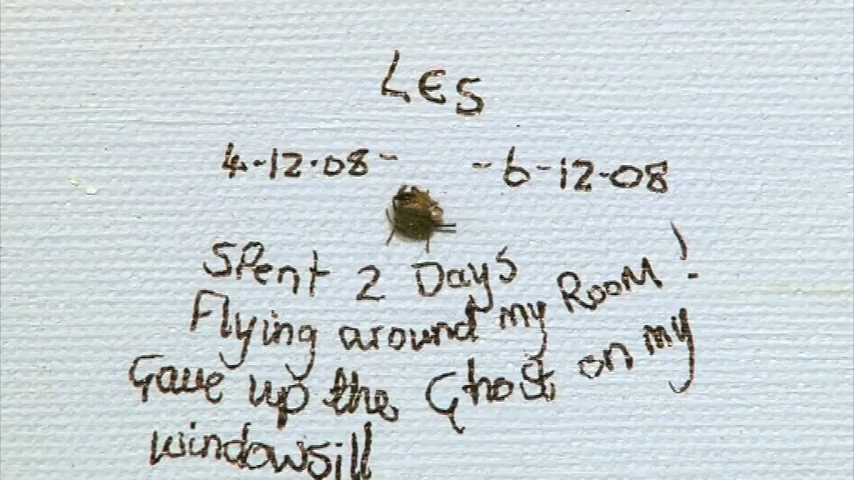 LES
4-12-08- -6-12-08
Spent 2 Days
Flying around my Room!
Gave up the Ghost on my
windowsill